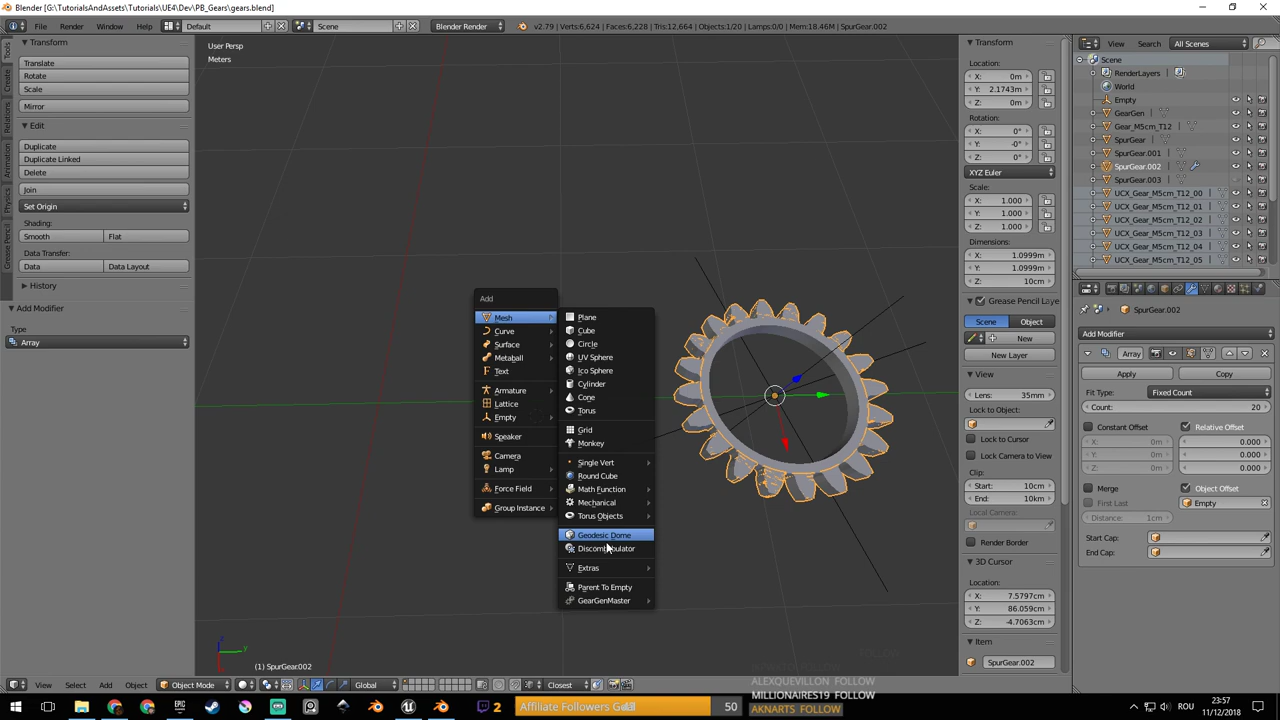 Blender [G:\TutorialsAndAssets\Tutorials\UE4\Dev\PB_Gears\gears.blend]
File Render Window Help Default Scene Blender Render v2.79 | Verts:6,624 | Faces:6,228 | Tris:12,664 | Objects:1/20 | Lamps:0/0 | Mem:18.46M | SpurGear.002
Tools
Create
Relations
Animation
Physics
Grease Pencil
Transform
Translate
Rotate
Scale
Mirror
Edit
Duplicate
Duplicate Linked
Delete
Join
Set Origin
Shading:
Smooth Flat
Data Transfer:
Data Data Layout
History
Add Modifier
Type
Array
User Persp
Meters
Add
Mesh
Curve
Surface
Metaball
Text
Armature
Lattice
Empty
Speaker
Camera
Lamp
Force Field
Group Instance
Plane
Cube
Circle
UV Sphere
Ico Sphere
Cylinder
Cone
Torus
Grid
Monkey
Single Vert
Round Cube
Math Function
Mechanical
Torus Objects
Geodesic Dome
Discombobulator
Extras
Parent To Empty
GearGenMaster
(1) SpurGear.002
View Select Add Object Object Mode Global Closest
Transform
Location:
X: 0m
Y: 2.1743m
Z: 0m
Rotation:
X: 0°
Y: -0°
Z: 0°
XYZ Euler
Scale:
X: 1.000
Y: 1.000
Z: 1.000
Dimensions:
X: 1.0999m
Y: 1.0999m
Z: 10cm
Grease Pencil Laye
Scene Object
New
New Layer
View
Lens: 35mm
Lock to Object:
Lock to Cursor
Lock Camera to View
Clip:
Start: 10cm
End: 10km
Local Camera:
Render Border
3D Cursor
Location:
X: 7.5797cm
Y: 86.059cm
Z: -4.7063cm
Item
SpurGear.002
View Search All Scenes
Scene
RenderLayers
World
Empty
GearGen
Gear_M5cm_T12
SpurGear
SpurGear.001
SpurGear.002
SpurGear.003
UCX_Gear_M5cm_T12_00
UCX_Gear_M5cm_T12_01
UCX_Gear_M5cm_T12_02
UCX_Gear_M5cm_T12_03
UCX_Gear_M5cm_T12_04
UCX_Gear_M5cm_T12_05
SpurGear.002
Add Modifier
Array
Apply Copy
Fit Type: Fixed Count
Count: 20
Constant Offset Relative Offset
X: 0m 0.000
Y: 0m 0.000
Z: 0m 0.000
Merge Object Offset
First Last Empty
Distance: 1cm
Start Cap:
End Cap:
FOLLOW
ALEXQUEVILLON FOLLOW
MILLIONAIRES19 FOLLOW
AKNARTS FOLLOW
2 50
ROU 23:57
11/12/2018